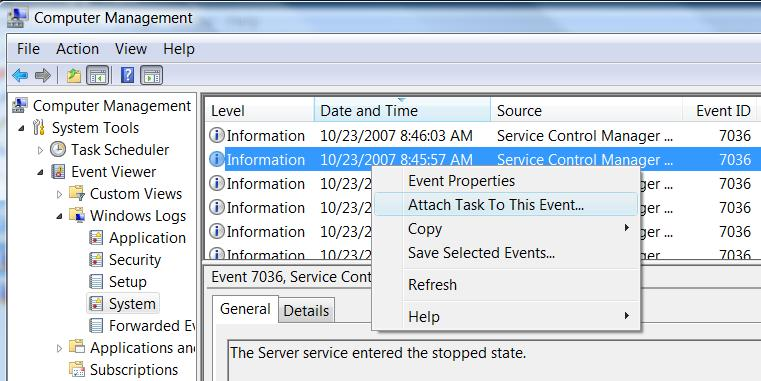 Computer Management
File Action View Help
Computer Management
System Tools
Task Scheduler
Event Viewer
Custom Views
Windows Logs
Application
Security
Setup
System
Forwarded Ev
Applications and
Subscriptions
Level Date and Time Source Event ID
Information 10/23/2007 8:46:03 AM Service Control Manager ... 7036
Information 10/23/2007 8:45:57 AM Service Control Manager ... 7036
Information 10/23/2007 Manager ... 7036
Information 10/23/2007 Manager ... 7036
Information 10/23/2007 Manager ... 7036
Information 10/23/2007 Manager ... 7036
Event Properties
Attach Task To This Event...
Copy
Save Selected Events...
Refresh
Help
Event 7036, Service Cont
General Details
The Server service entered the stopped state.